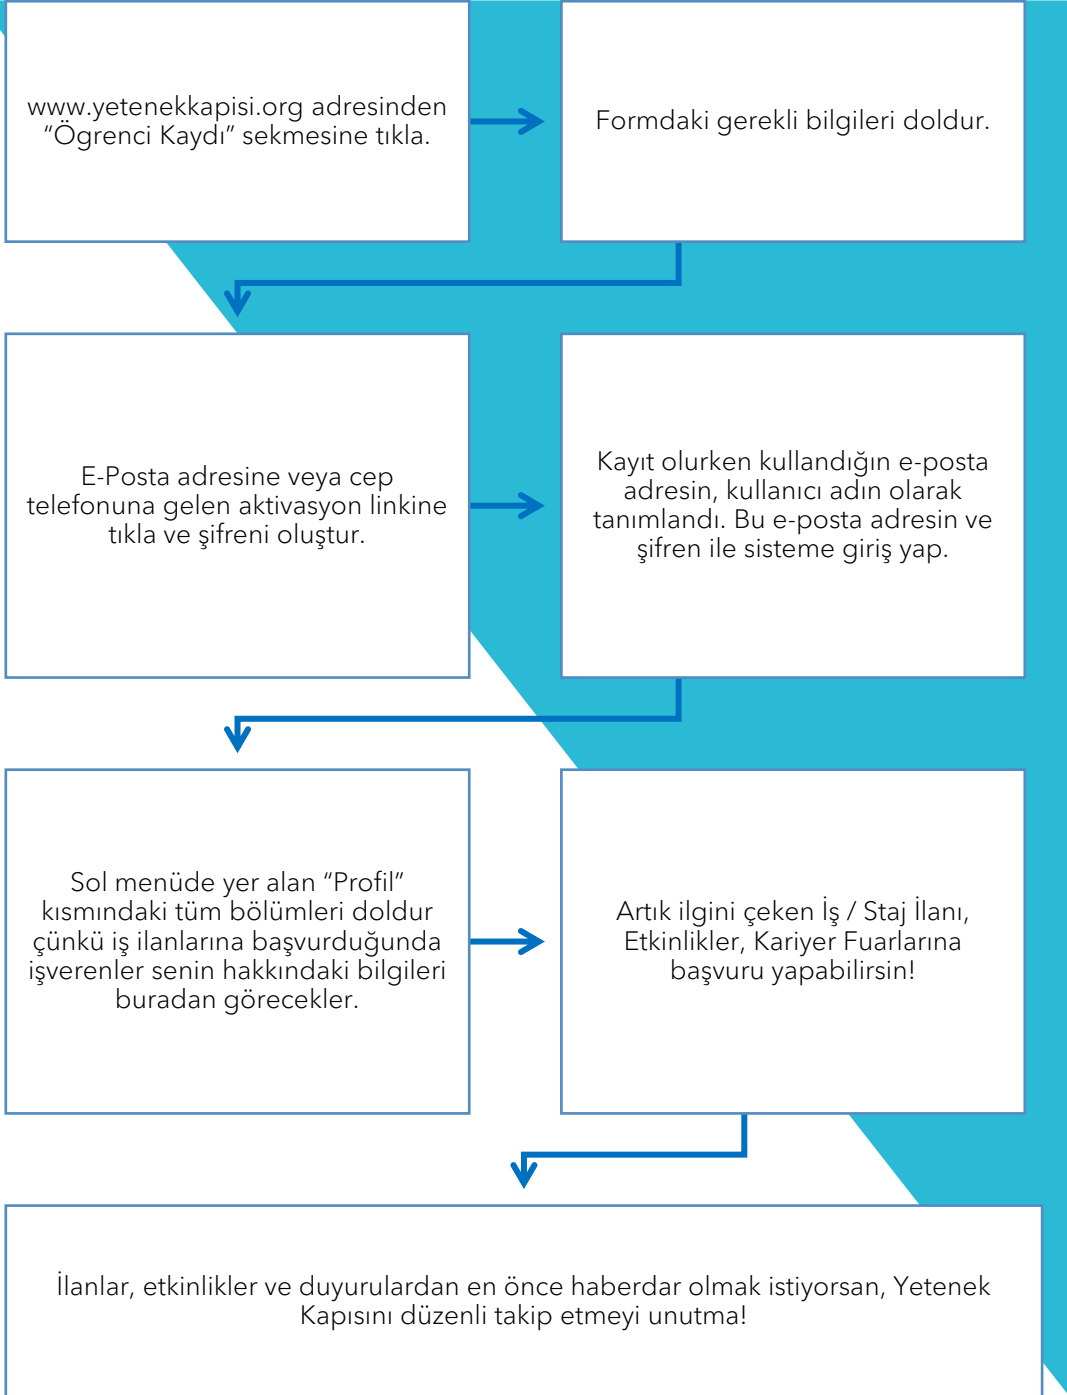 www.yetenekkapisi.org adresinden
“Ögrenci Kaydı” sekmesine tıkla.
Formdaki gerekli bilgileri doldur.
E-Posta adresine veya cep
telefonuna gelen aktivasyon linkine
tıkla ve şifreni oluştur.
Kayıt olurken kullandığın e-posta
adresin, kullanıcı adın olarak
tanımlandı. Bu e-posta adresin ve
şifren ile sisteme giriş yap.
Sol menüde yer alan “Profil”
kısmındaki tüm bölümleri doldur
çünkü iş ilanlarına başvurduğunda
işverenler senin hakkındaki bilgileri
buradan görecekler.
Artık ilgini çeken İş / Staj İlanı,
Etkinlikler, Kariyer Fuarlarına
başvuru yapabilirsin!
İlanlar, etkinlikler ve duyurulardan en önce haberdar olmak istiyorsan, Yetenek
Kapısını düzenli takip etmeyi unutma!